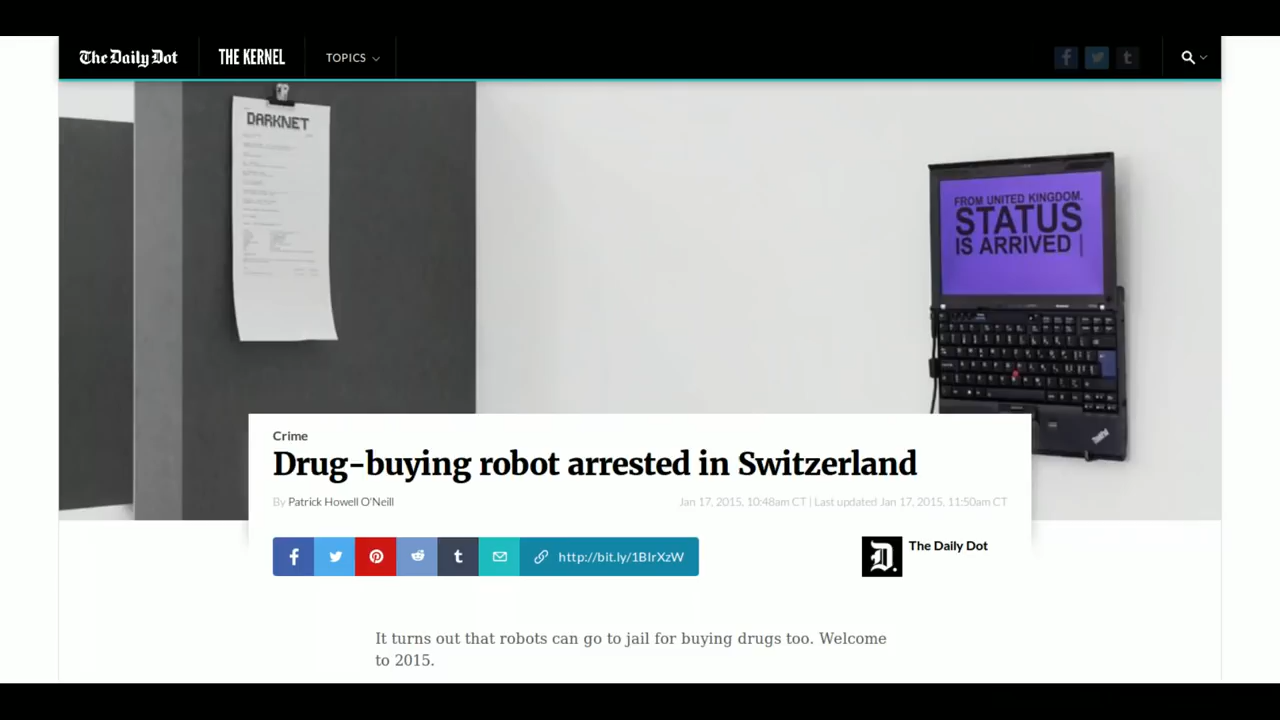 The Daily Dot
THE KERNEL
TOPICS
DARKNET
FROM UNITED KINGDOM.
STATUS
IS ARRIVED
ThinkPad
Crime
Drug-buying robot arrested in Switzerland
By Patrick Howell O'Neill
Jan 17, 2015, 10:48am CT | Last updated Jan 17, 2015, 11:50am CT
http://bit.ly/1BIrXzW
The Daily Dot
It turns out that robots can go to jail for buying drugs too. Welcome
to 2015.